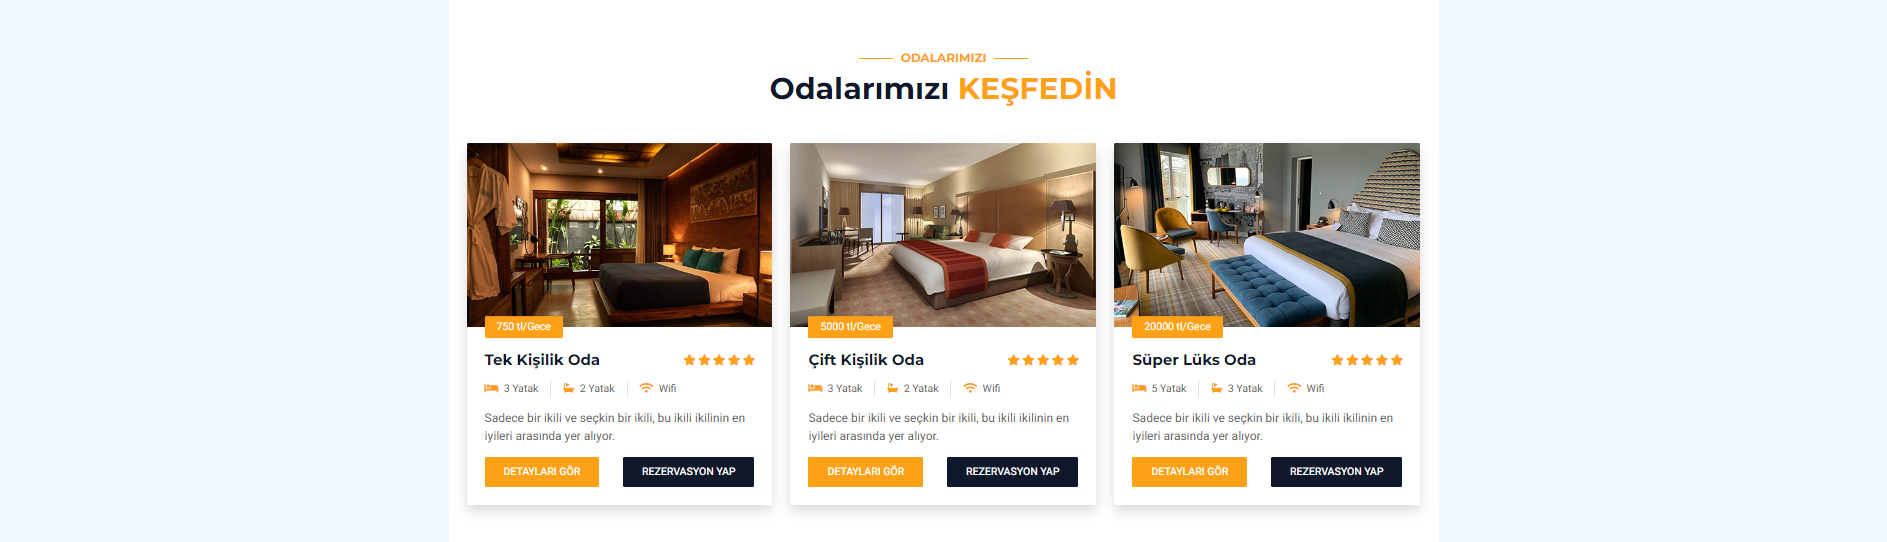 ODALARIMIZI
Odalarımızı KEŞFEDİN
750 tl/Gece
Tek Kişilik Oda
3 Yatak
2 Yatak
Wifi
Sadece bir ikili ve seçkin bir ikili, bu ikili ikilinin en
iyileri arasında yer alıyor.
DETAYLARI GÖR
REZERVASYON YAP
5000 tl/Gece
Çift Kişilik Oda
3 Yatak
2 Yatak
Wifi
Sadece bir ikili ve seçkin bir ikili, bu ikili ikilinin en
iyileri arasında yer alıyor.
DETAYLARI GÖR
REZERVASYON YAP
20000 tl/Gece
Süper Lüks Oda
5 Yatak
3 Yatak
Wifi
Sadece bir ikili ve seçkin bir ikili, bu ikili ikilinin en
iyileri arasında yer alıyor.
DETAYLARI GÖR
REZERVASYON YAP